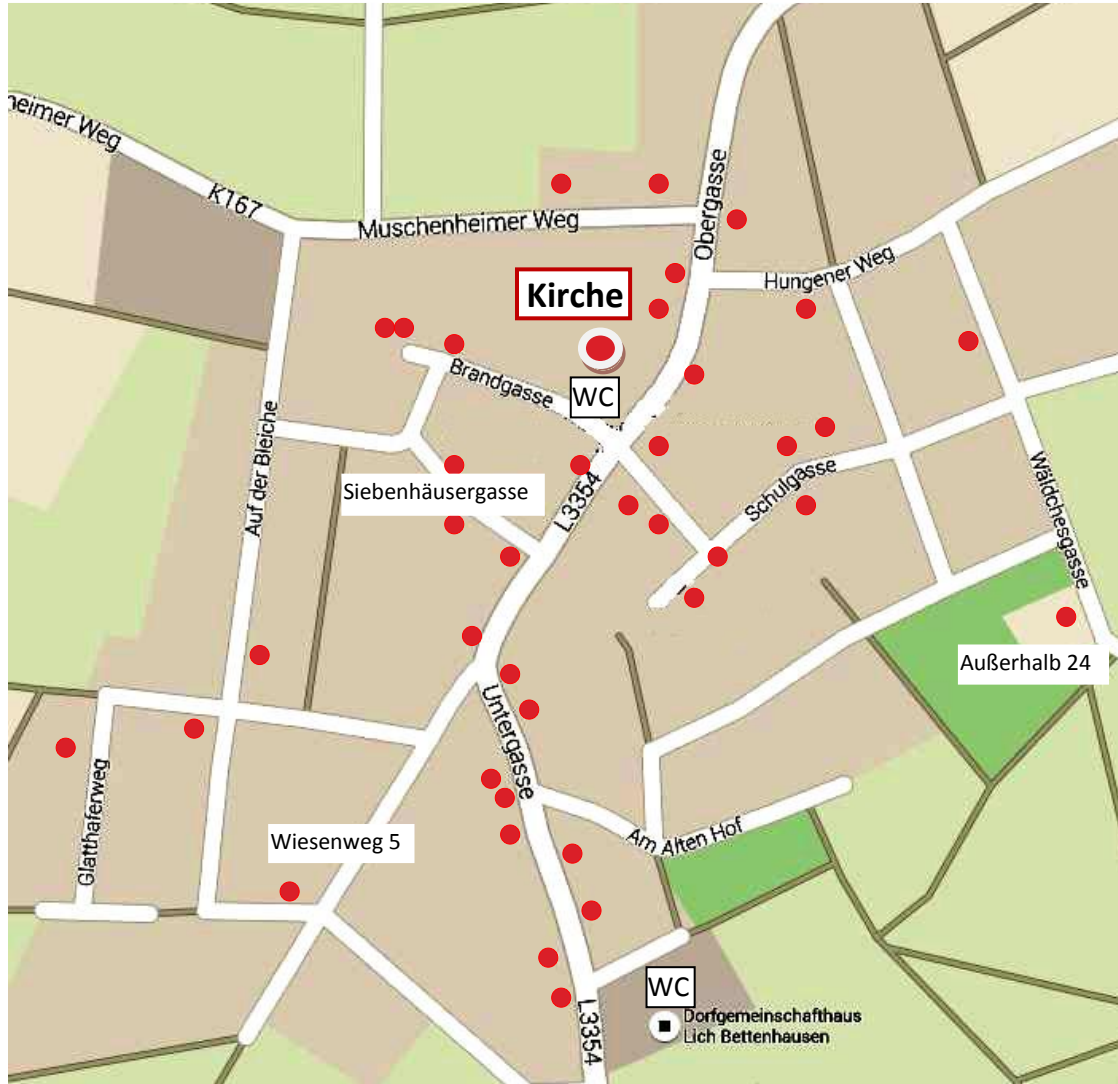 heimer Weg
K167
Muschenheimer Weg
Obergasse
Hungener Weg
Kirche
WC
Brandgasse
Auf der Bleiche
Siebenhäusergasse
L3354
Schulgasse
Wäldchesgasse
Außerhalb 24
Untergasse
Glatthaferweg
Wiesenweg 5
Am Alten Hof
WC
Dorfgemeinschafthaus
Lich Bettenhausen
L3354